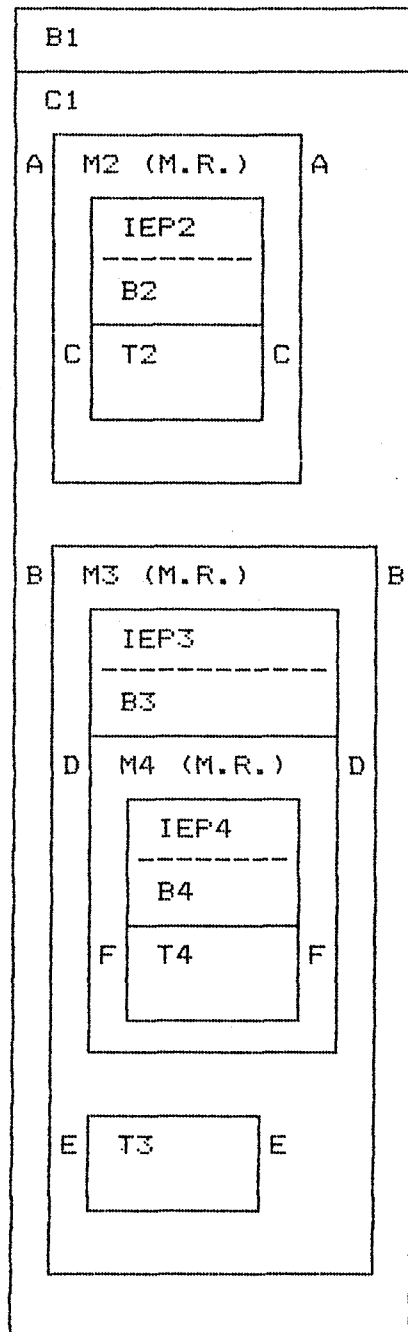 B1
C1
A M2 (M.R.) A
IEP2
B2
C T2 C
B M3 (M.R.) B
IEP3
B3
D M4 (M.R.) D
IEP4
B4
F T4 F
E T3 E